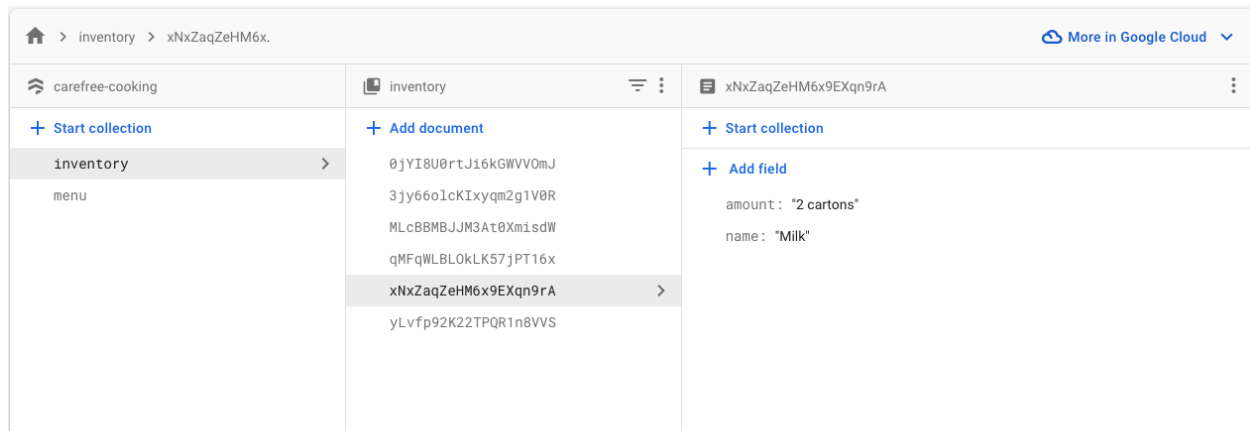 inventory > xNxZaqZeHM6x.
More in Google Cloud
carefree-cooking
Start collection
inventory
menu
inventory
Add document
0jYI8U0rtJi6kGWVVOmJ
3jy66olcKIxyqm2g1V0R
MLcBBMBJJM3At0XmisdW
qMFqWLBLOkLK57jPT16x
xNxZaqZeHM6x9EXqn9rA
yLvfp92K22TPQR1n8VVS
xNxZaqZeHM6x9EXqn9rA
Start collection
Add field
amount: "2 cartons"
name: "Milk"